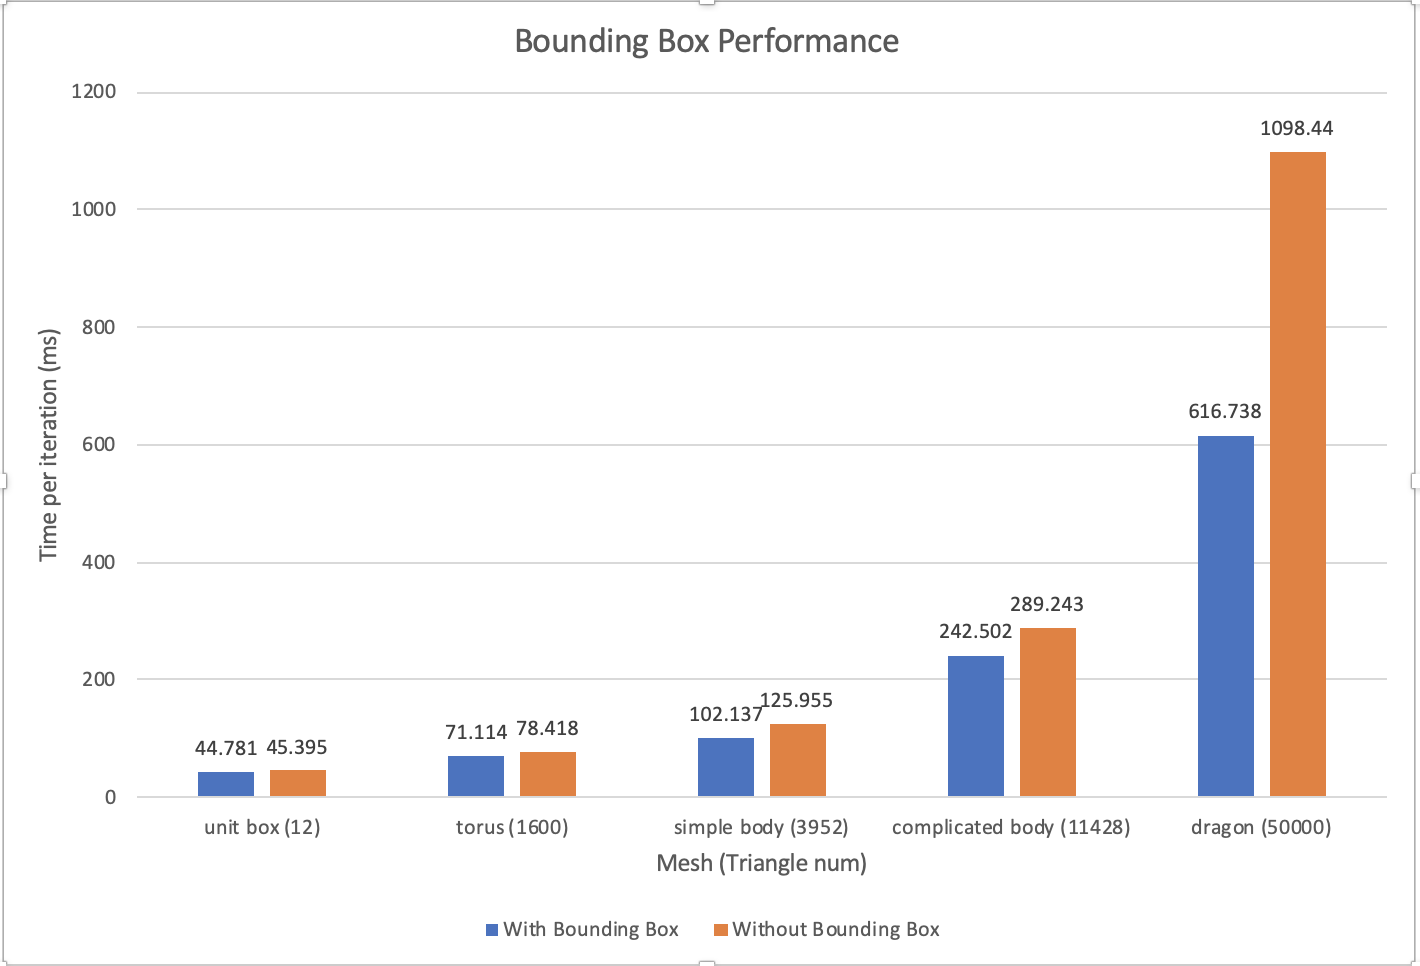 Bounding Box Performance
1200
1000
800
600
400
200
0
Time per iteration (ms)
44.781 45.395
71.114 78.418
102.137 125.955
242.502 289.243
616.738 1098.44
unit box (12) torus (1600) simple body (3952) complicated body (11428) dragon (50000)
Mesh (Triangle num)
With Bounding Box Without Bounding Box